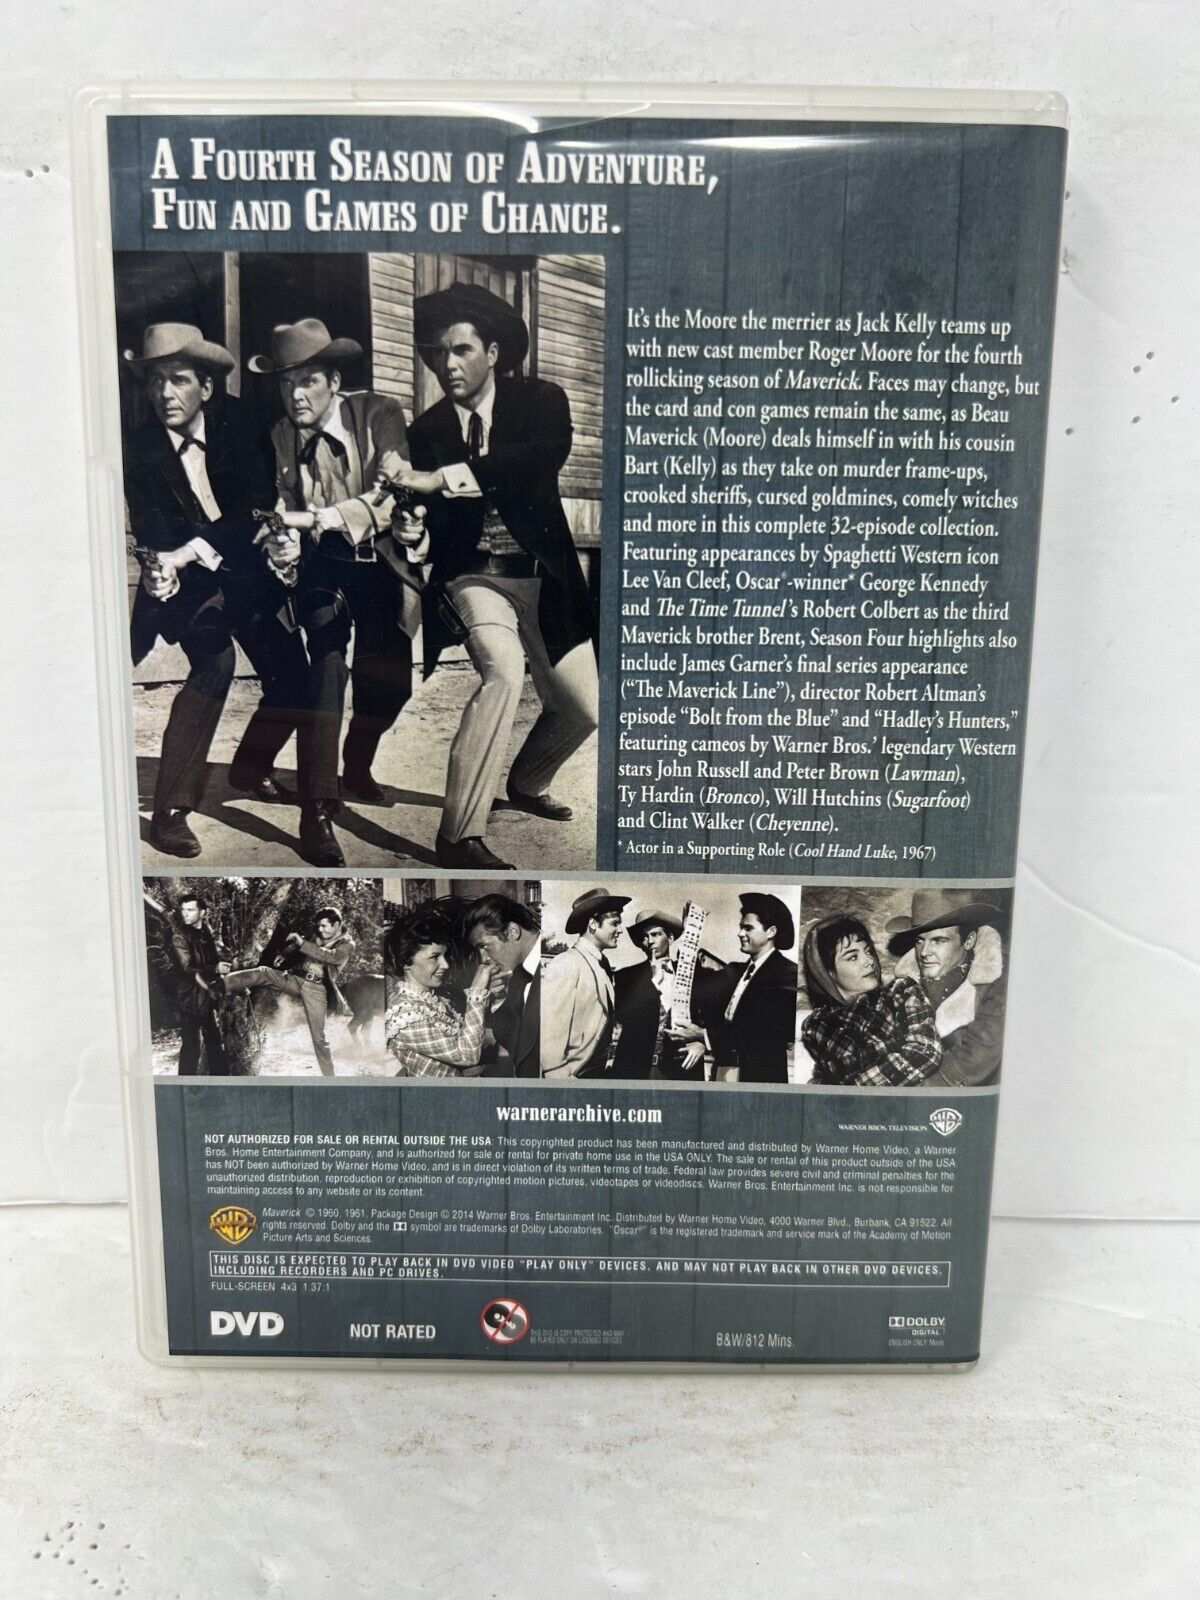 A Fourth Season of Adventure,
Fun and Games of Chance.
It's the Moore the merrier as Jack Kelly teams up
with new cast member Roger Moore for the fourth
rollicking season of Maverick. Faces may change, but
the card and con games remain the same, as Beau
Maverick (Moore) deals himself in with his cousin
Bart (Kelly) as they take on murder frame-ups,
crooked sheriffs, cursed goldmines, comely witches
and more in this complete 32-episode collection.
Featuring appearances by Spaghetti Western icon
Lee Van Cleef, Oscar®-winner* George Kennedy
and The Time Tunnel's Robert Colbert as the third
Maverick brother Brent, Season Four highlights also
include James Garner's final series appearance
("The Maverick Line"), director Robert Altman's
episode "Bolt from the Blue" and "Hadley's Hunters,"
featuring cameos by Warner Bros.' legendary Western
stars John Russell and Peter Brown (Lawman),
Ty Hardin (Bronco), Will Hutchins (Sugarfoot)
and Clint Walker (Cheyenne).
* Actor in a Supporting Role (Cool Hand Luke, 1967)
warnerarchive.com
WARNER BROS. TELEVISION
NOT AUTHORIZED FOR SALE OR RENTAL OUTSIDE THE USA: This copyrighted product has been manufactured and distributed by Warner Home Video, a Warner
Bros. Home Entertainment Company, and is authorized for sale or rental for private home use in the USA ONLY. The sale or rental of this product outside of the USA
has NOT been authorized by Warner Home Video, and is in direct violation of its written terms of trade. Federal law provides severe civil and criminal penalties for the
unauthorized distribution, reproduction or exhibition of copyrighted motion pictures, videotapes or videodiscs. Warner Bros. Entertainment Inc. is not responsible for
maintaining access to any website or its content.
Maverick © 1960, 1961, Package Design © 2014 Warner Bros. Entertainment Inc. Distributed by Warner Home Video, 4000 Warner Blvd., Burbank, CA 91522. All
rights reserved. Dolby and the DD symbol are trademarks of Dolby Laboratories. "Oscar®" is the registered trademark and service mark of the Academy of Motion
Picture Arts and Sciences.
THIS DISC IS EXPECTED TO PLAY BACK IN DVD VIDEO "PLAY ONLY" DEVICES, AND MAY NOT PLAY BACK IN OTHER DVD DEVICES,
INCLUDING RECORDERS AND PC DRIVES.
FULL-SCREEN 4x3 1.37:1
DVD
NOT RATED
THIS DVD IS COPY PROTECTED AND MAY
BE PLAYED ONLY ON LICENSED DEVICES
B&W/812 Mins.
DOLBY
DIGITAL
ENGLISH ONLY: Mono